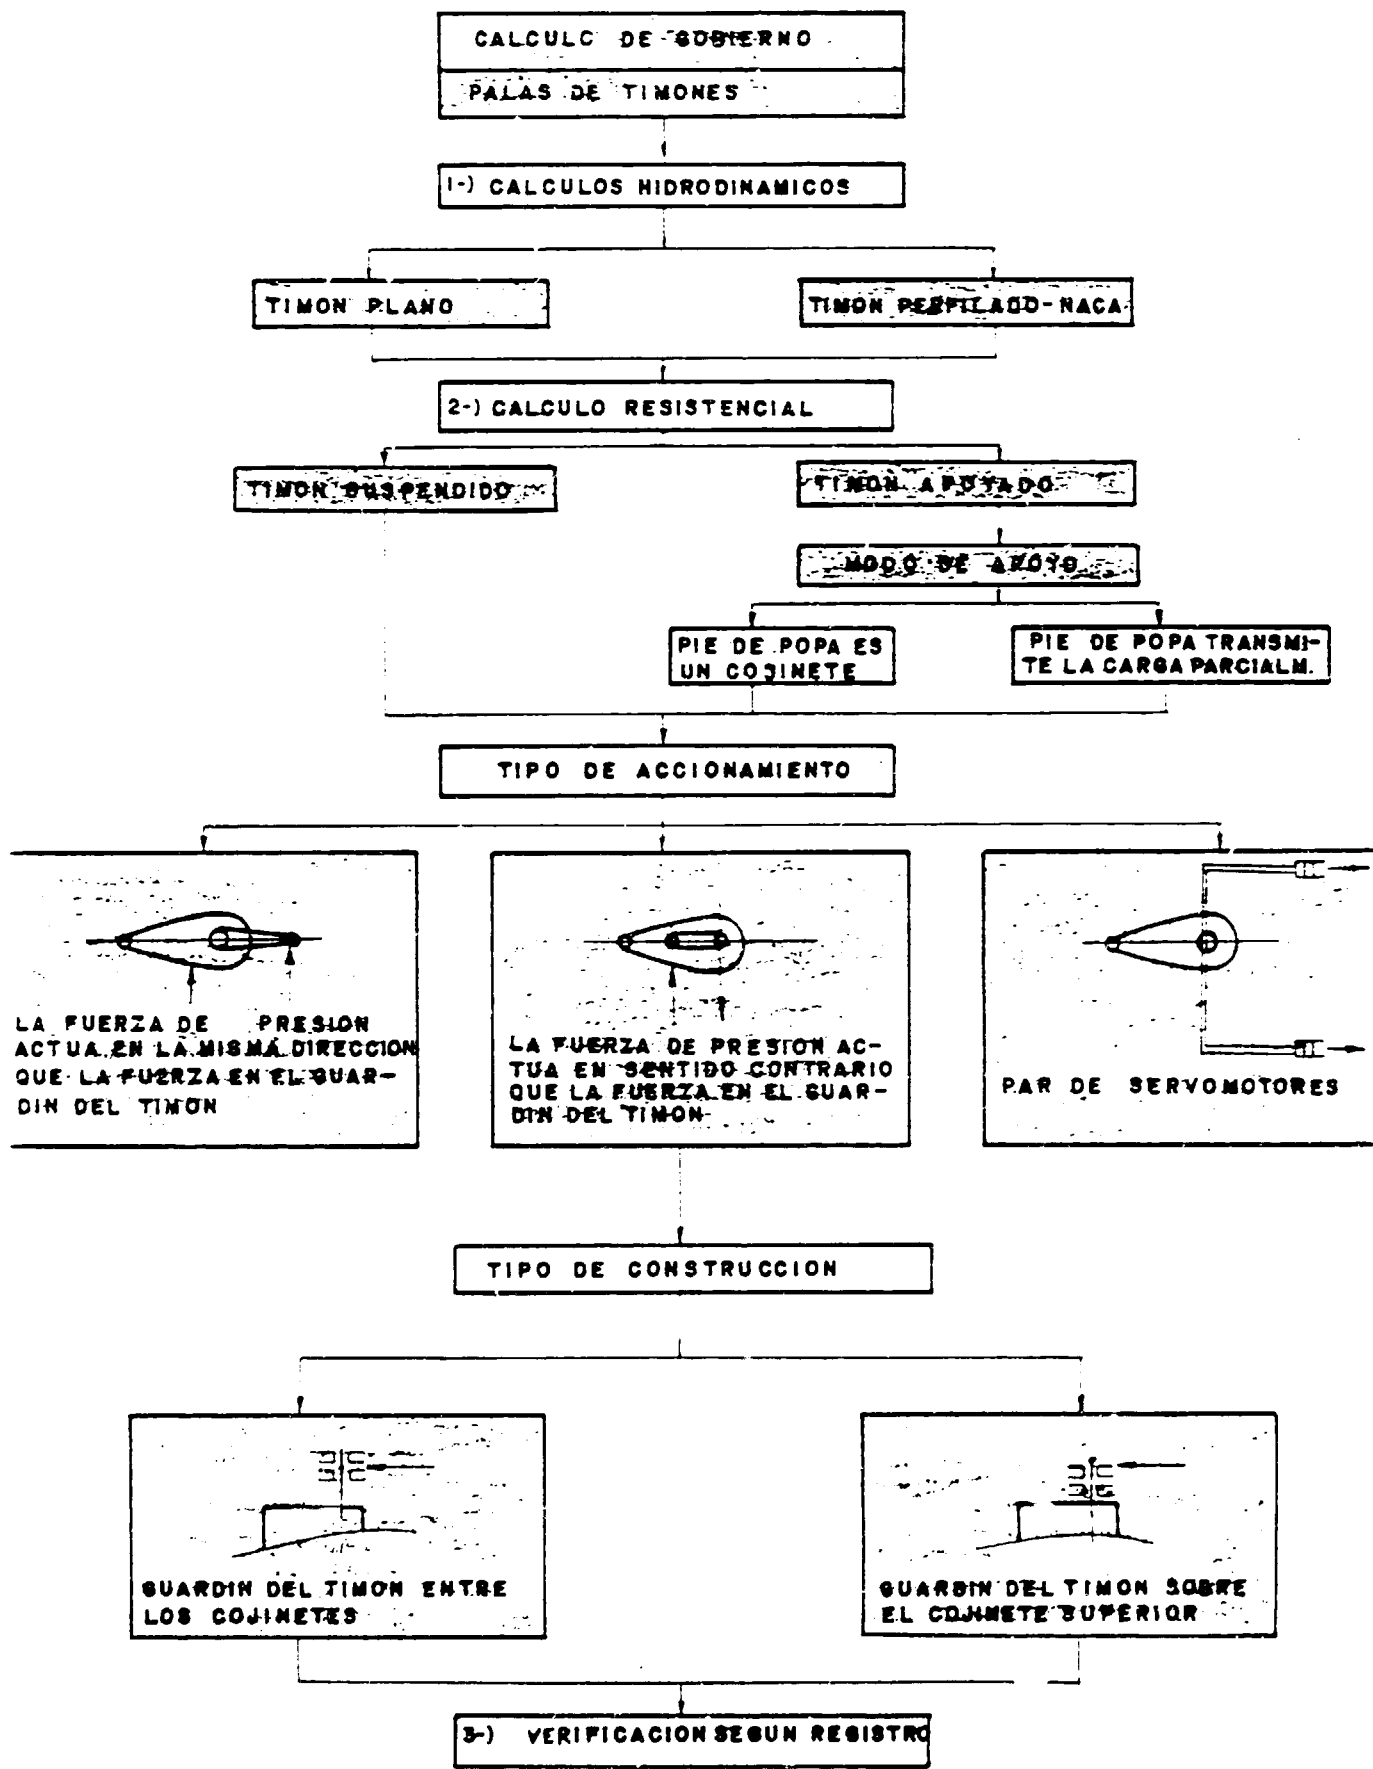 CALCULO DE GOBIERNO
PALAS DE TIMONES
1-) CALCULOS HIDRODINAMICOS
TIMON PLANO
TIMON PERFILADO-NACA
2-) CALCULO RESISTENCIAL
TIMON SUSPENDIDO
TIMON APOYADO
MODO DE APOYO
PIE DE POPA ES
UN COJINETE
PIE DE POPA TRANSMI-
TE LA CARGA PARCIALM.
TIPO DE ACCIONAMIENTO
LA FUERZA DE PRESION
ACTUA EN LA MISMA DIRECCION
QUE LA FUERZA EN EL GUAR-
DIN DEL TIMON
LA FUERZA DE PRESION AC-
TUA EN SENTIDO CONTRARIO
QUE LA FUERZA EN EL GUAR-
DIN DEL TIMON
PAR DE SERVOMOTORES
TIPO DE CONSTRUCCION
GUARDIN DEL TIMON ENTRE
LOS COJINETES
GUARDIN DEL TIMON SOBRE
EL COJINETE SUPERIOR
3-) VERIFICACION SEGUN REGISTRO